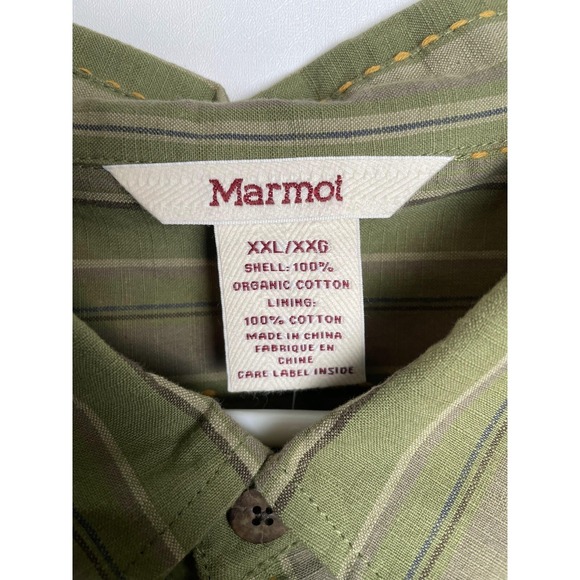 Marmot
XXL/XXG
SHELL: 100%
ORGANIC COTTON
LINING:
100% COTTON
MADE IN CHINA
FABRIQUE EN
CHINE
CARE LABEL INSIDE